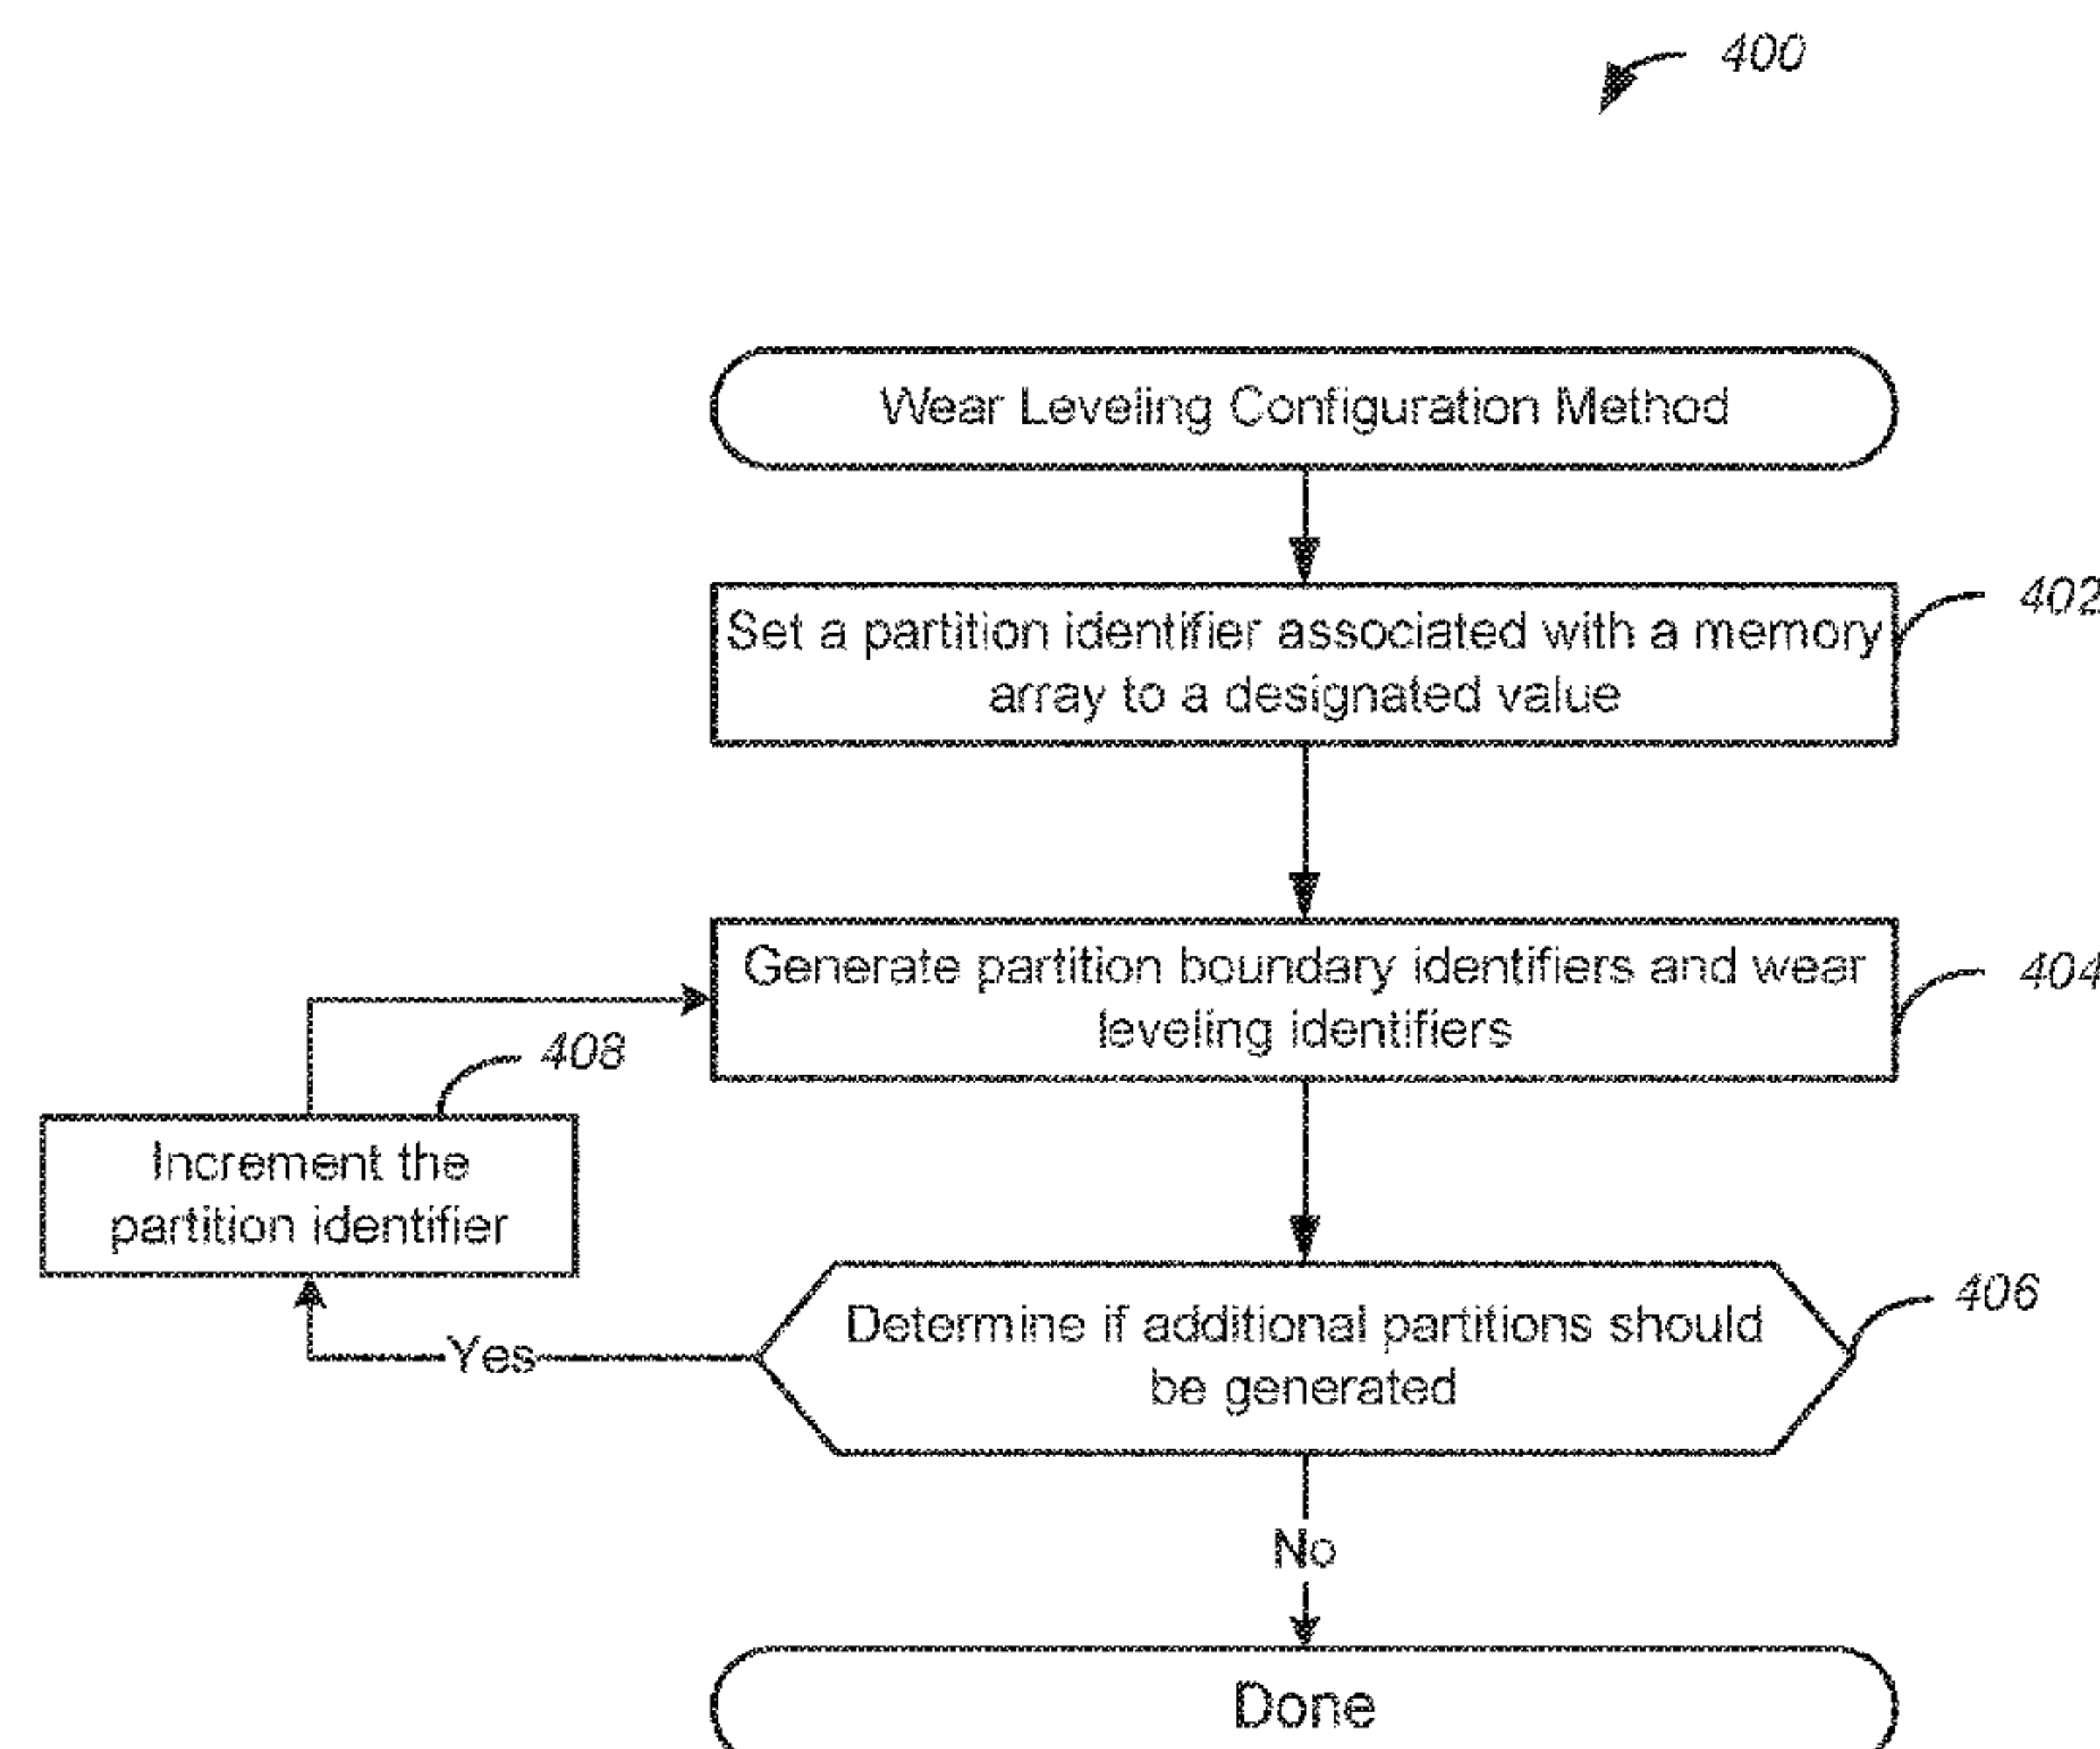 400
Wear Leveling Configuration Method
Set a partition identifier associated with a memory
array to a designated value
402
Generate partition boundary identifiers and wear
leveling identifiers
404
408
Increment the
partition identifier
Determine if additional partitions should
be generated
406
Yes
No
Done